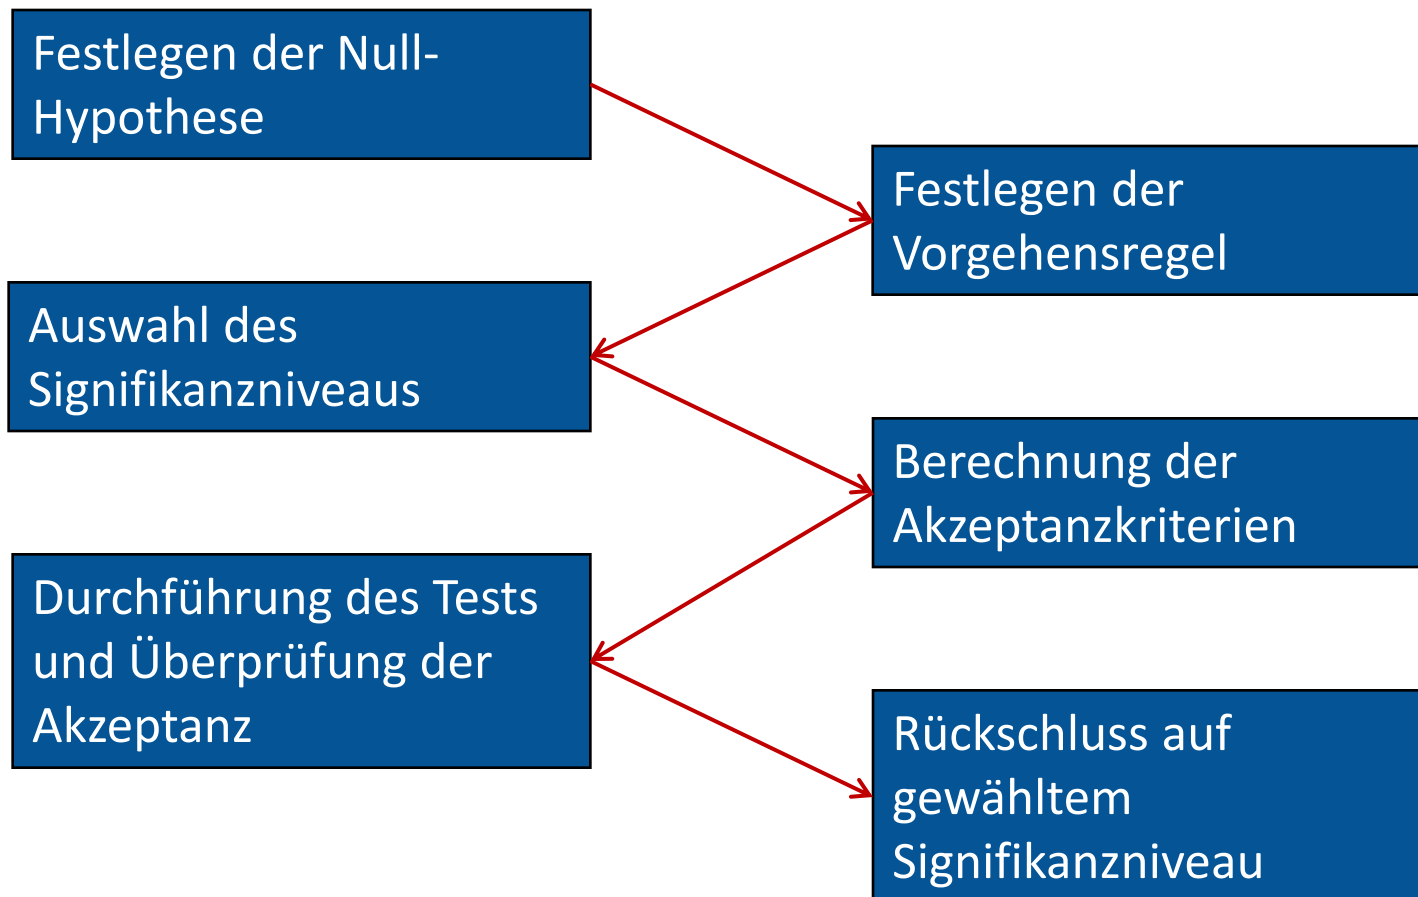 Festlegen der Null-
Hypothese
Festlegen der
Vorgehensregel
Auswahl des
Signifikanzniveaus
Berechnung der
Akzeptanzkriterien
Durchführung des Tests
und Überprüfung der
Akzeptanz
Rückschluss auf
gewähltem
Signifikanzniveau